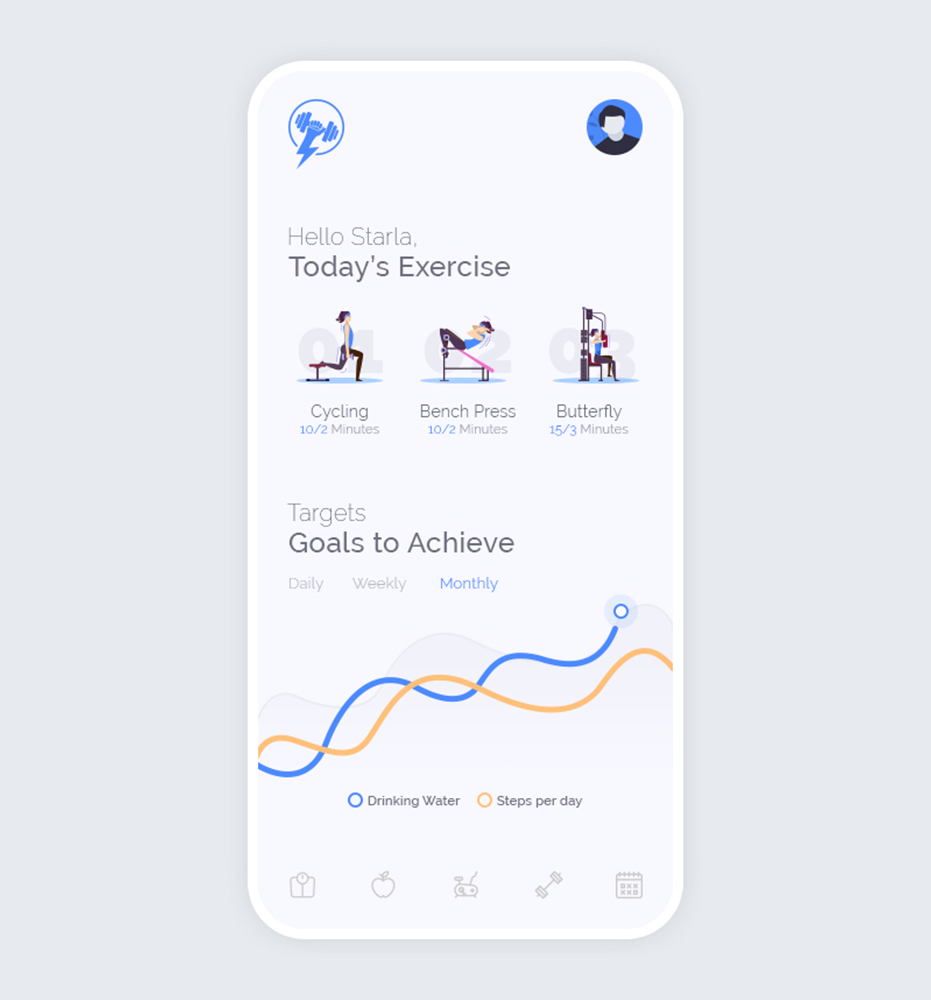 Hello Starla,
Today's Exercise
01 02 03
Cycling Bench Press Butterfly
10/2 Minutes 10/2 Minutes 15/3 Minutes
Targets
Goals to Achieve
Daily Weekly Monthly
Drinking Water Steps per day